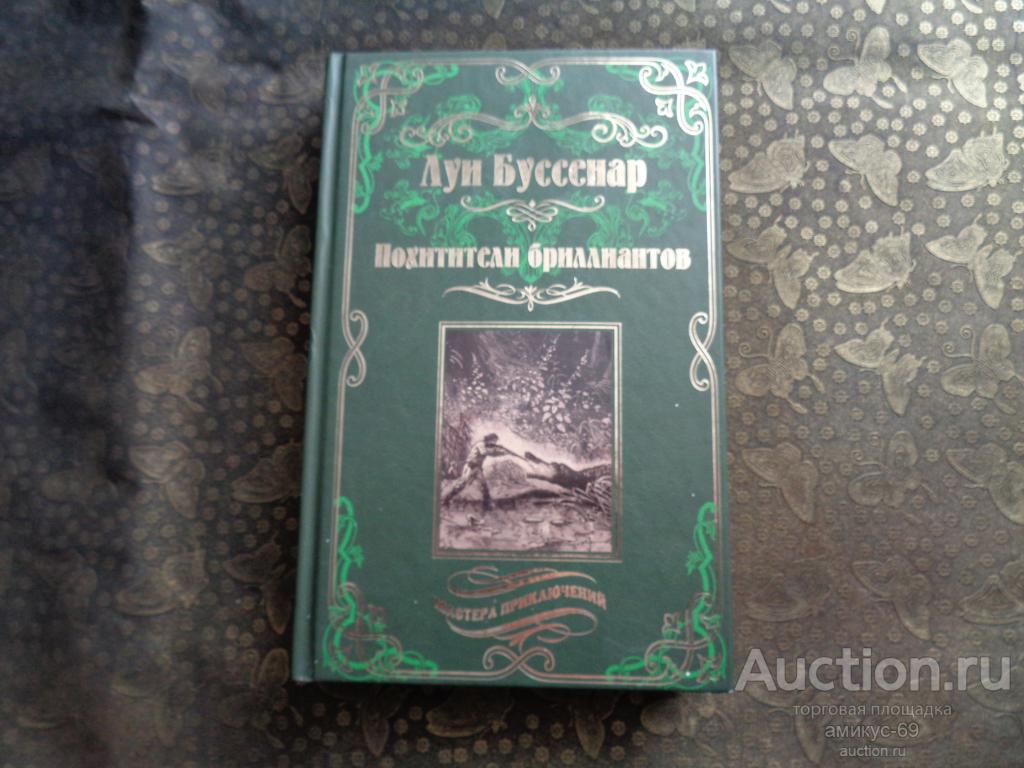 Луи Буссенар
Похитители бриллиантов
МАСТЕРА ПРИКЛЮЧЕНИЙ
Auction.ru
торговая площадка
амикус-69
auction.ru